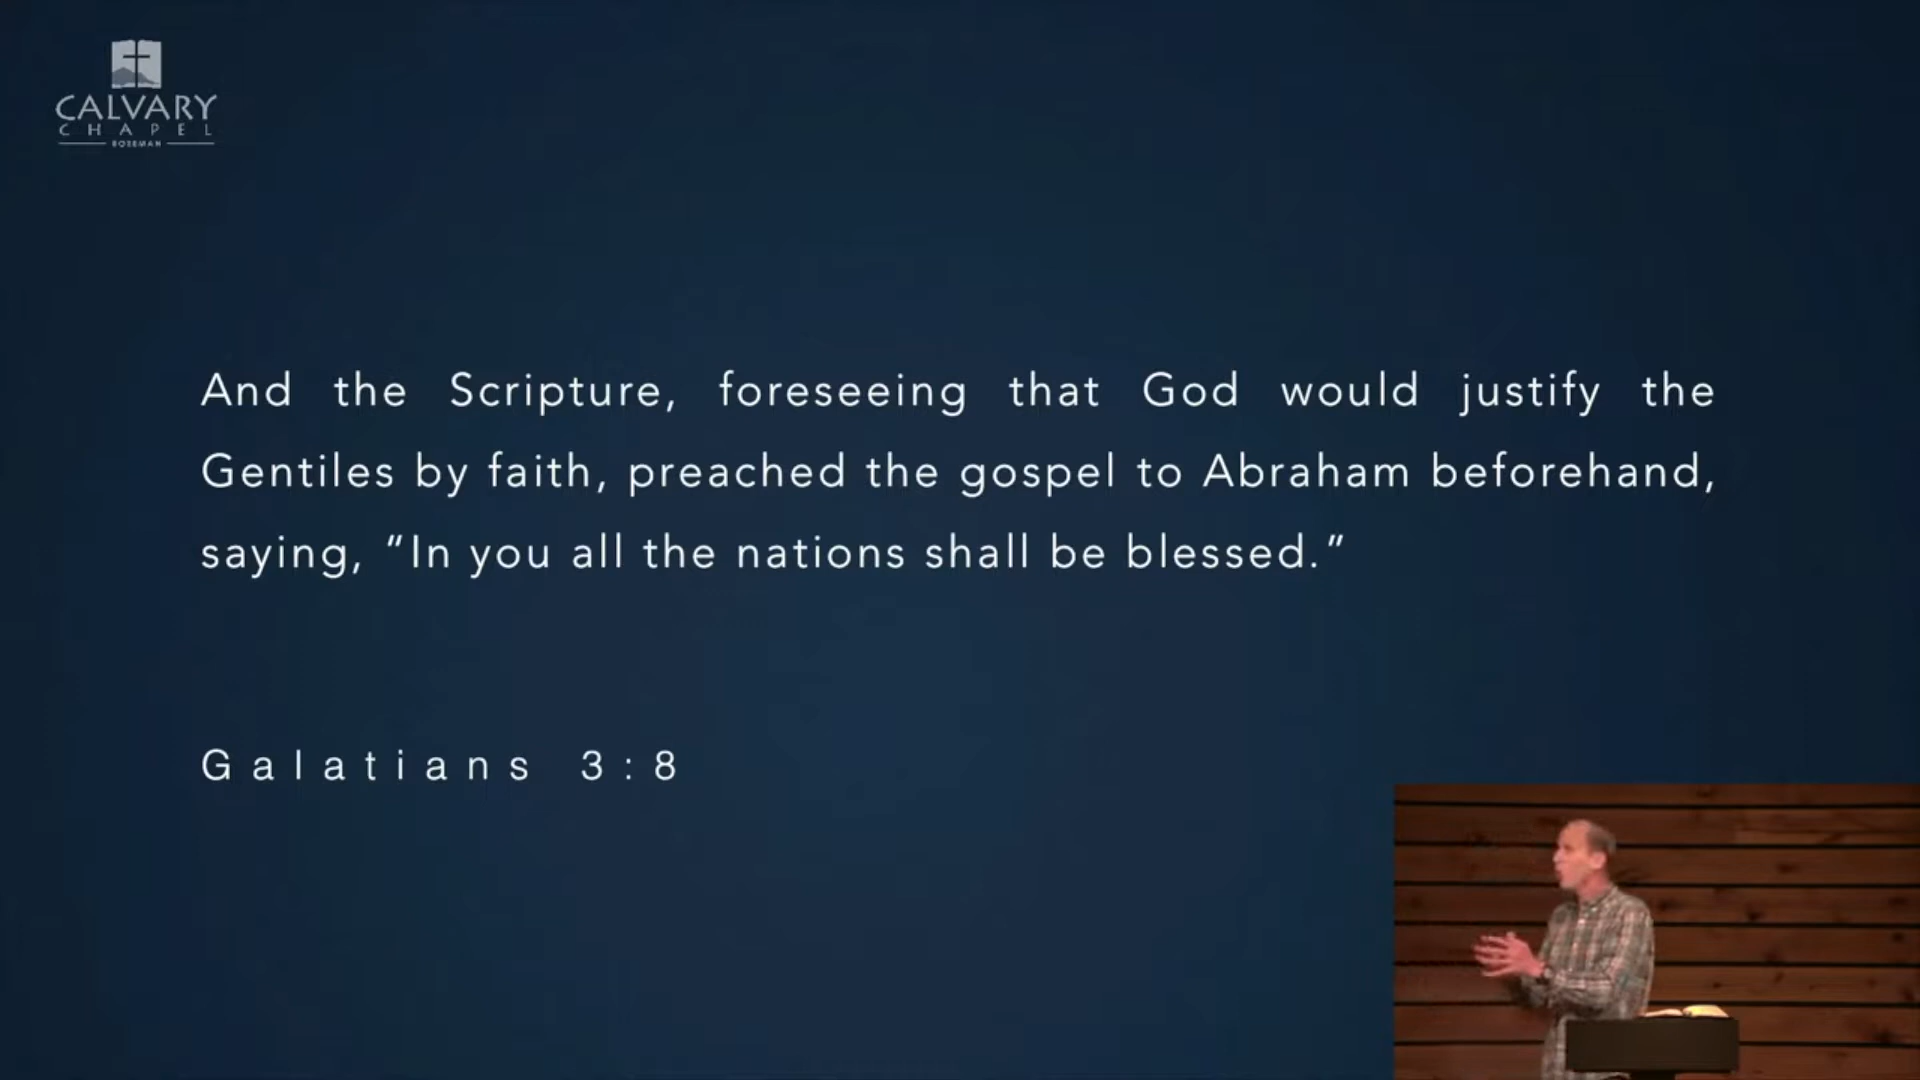 CALVARY
CHAPEL
BOZEMAN
And the Scripture, foreseeing that God would justify the
Gentiles by faith, preached the gospel to Abraham beforehand,
saying, “In you all the nations shall be blessed.”
Galatians 3:8